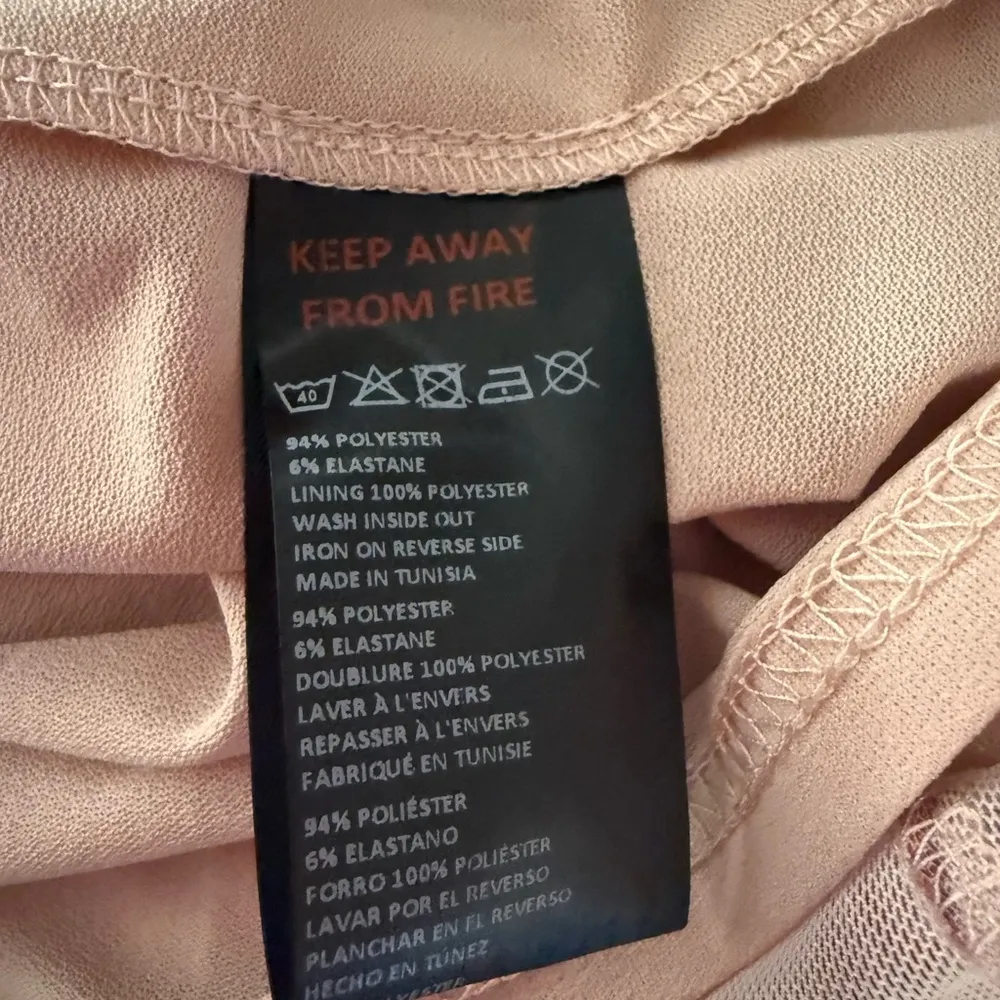 KEEP AWAY
FROM FIRE
40
94% POLYESTER
6% ELASTANE
LINING 100% POLYESTER
WASH INSIDE OUT
IRON ON REVERSE SIDE
MADE IN TUNISIA
94% POLYESTER
6% ELASTANE
DOUBLURE 100% POLYESTER
LAVER À L'ENVERS
REPASSER À L'ENVERS
FABRIQUÉ EN TUNISIE
94% POLIÉSTER
6% ELASTANO
FORRO 100% POLIÉSTER
LAVAR POR EL REVERSO
PLANCHAR EN EL REVERSO
HECHO EN TÚNEZ